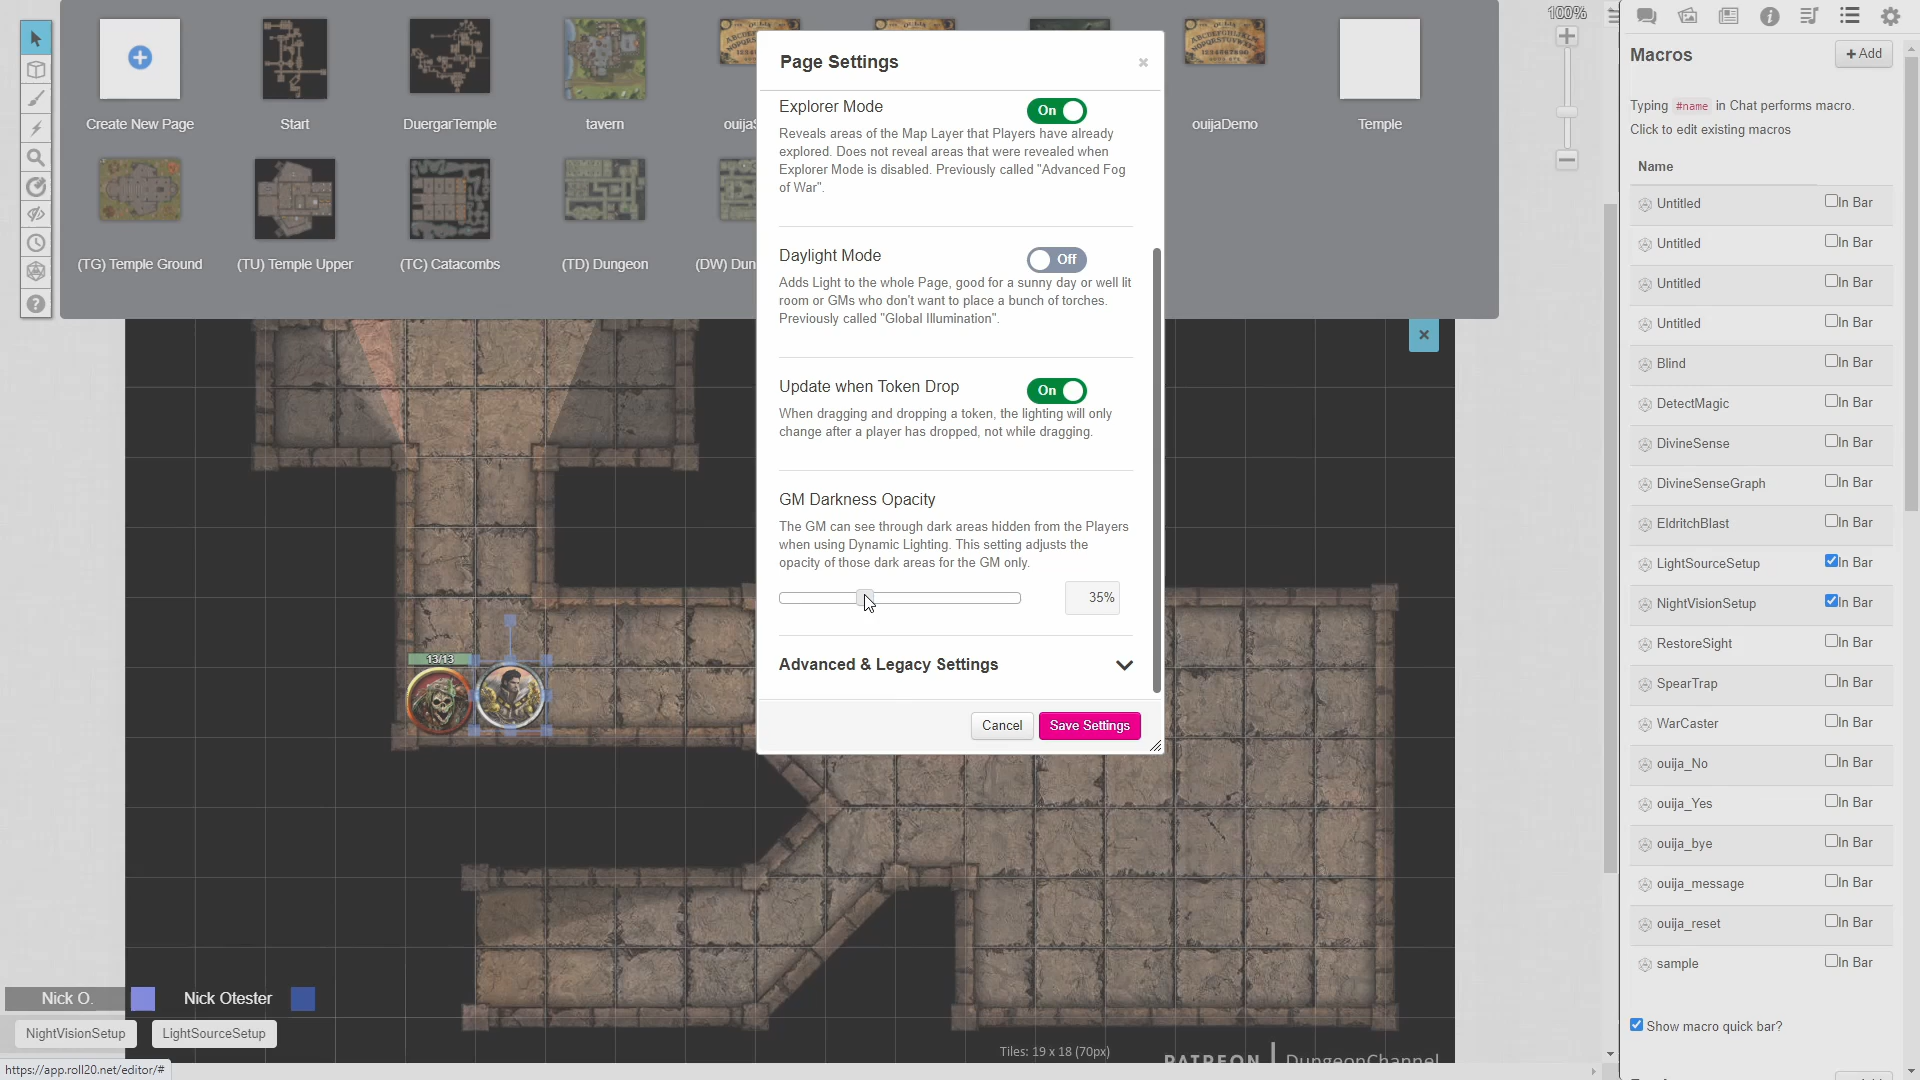 Create New Page
Start
DuergarTemple
tavern
ouijaDemo
Temple
(TG) Temple Ground
(TU) Temple Upper
(TC) Catacombs
(TD) Dungeon
Page Settings
Explorer Mode
On
Reveals areas of the Map Layer that Players have already
explored. Does not reveal areas that were revealed when
Explorer Mode is disabled. Previously called "Advanced Fog
of War".
Daylight Mode
Off
Adds Light to the whole Page, good for a sunny day or well lit
room or GMs who don't want to place a bunch of torches.
Previously called "Global Illumination".
Update when Token Drop
On
When dragging and dropping a token, the lighting will only
change after a player has dropped, not while dragging.
GM Darkness Opacity
The GM can see through dark areas hidden from the Players
when using Dynamic Lighting. This setting adjusts the
opacity of those dark areas for the GM only.
35%
Advanced & Legacy Settings
Cancel
Save Settings
100%
Macros
+ Add
Typing #name in Chat performs macro.
Click to edit existing macros
Name
Untitled In Bar
Untitled In Bar
Untitled In Bar
Untitled In Bar
Blind In Bar
DetectMagic In Bar
DivineSense In Bar
DivineSenseGraph In Bar
EldritchBlast In Bar
LightSourceSetup In Bar
NightVisionSetup In Bar
RestoreSight In Bar
SpearTrap In Bar
WarCaster In Bar
ouija_No In Bar
ouija_Yes In Bar
ouija_bye In Bar
ouija_message In Bar
ouija_reset In Bar
sample In Bar
Show macro quick bar?
13/13
Nick O.
Nick Otester
NightVisionSetup
LightSourceSetup
https://app.roll20.net/editor/#
Tiles: 19 x 18 (70px)
PATREON | DungeonChannel